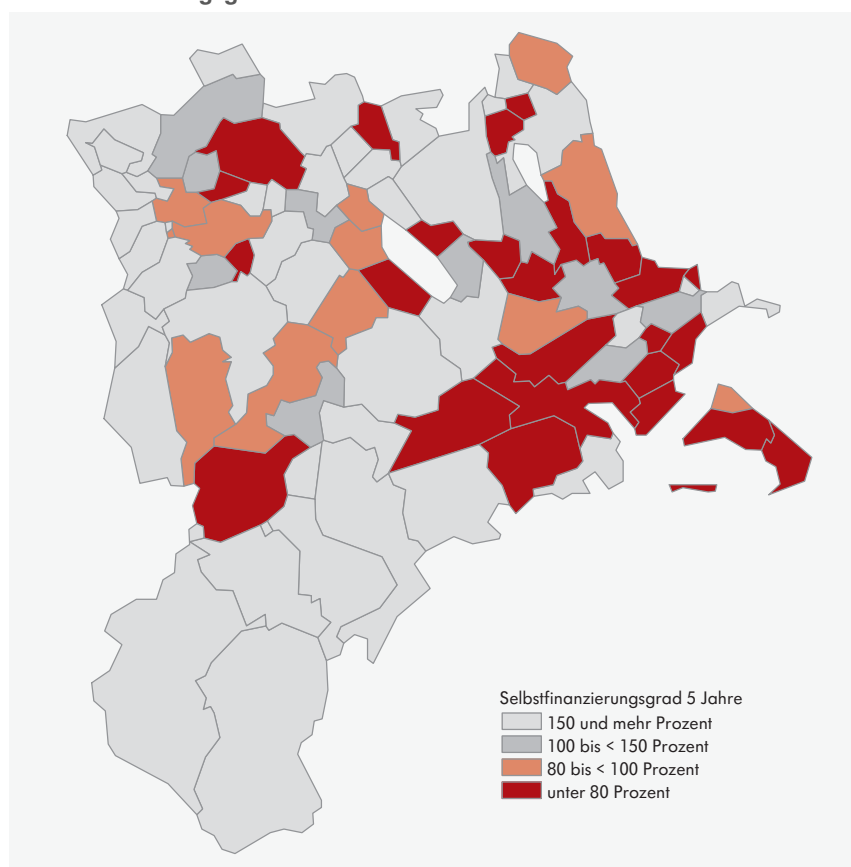 Selbstfinanzierungsgrad 5 Jahre
150 und mehr Prozent
100 bis < 150 Prozent
80 bis < 100 Prozent
unter 80 Prozent